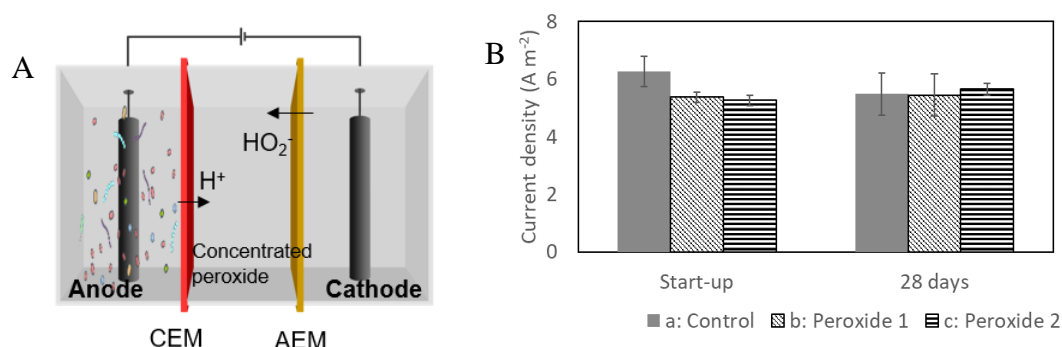 A
HO₂⁻
H⁺
Concentrated
peroxide
Anode
Cathode
CEM
AEM
B
Current density (A m⁻²)
8
6
4
2
0
Start-up
28 days
a: Control
b: Peroxide 1
c: Peroxide 2